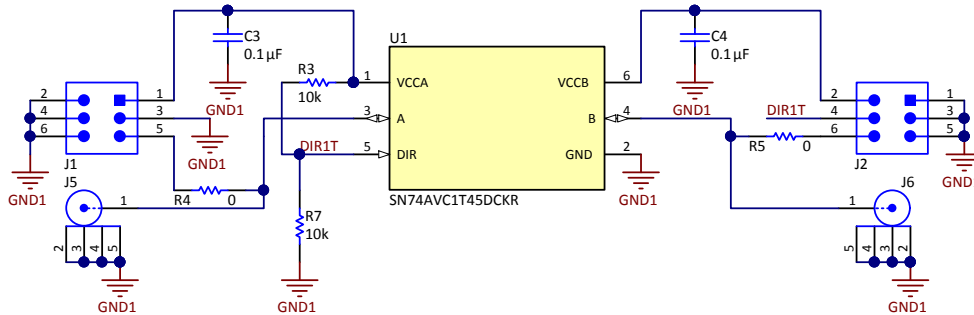 C3
0.1µF
GND1
R3
10k
1
2
3
4
5
6
GND1
J1
GND1
J5
1
2
3
4
5
GND1
R4
0
DIR1T
R7
10k
GND1
U1
1
VCCA
3
A
5
DIR
VCCB
6
B
4
GND
2
SN74AVC1T45DCKR
GND1
C4
0.1µF
GND1
DIR1T
R5
0
2
1
4
3
6
5
J2
GND
J6
1
5
4
3
2
GND1